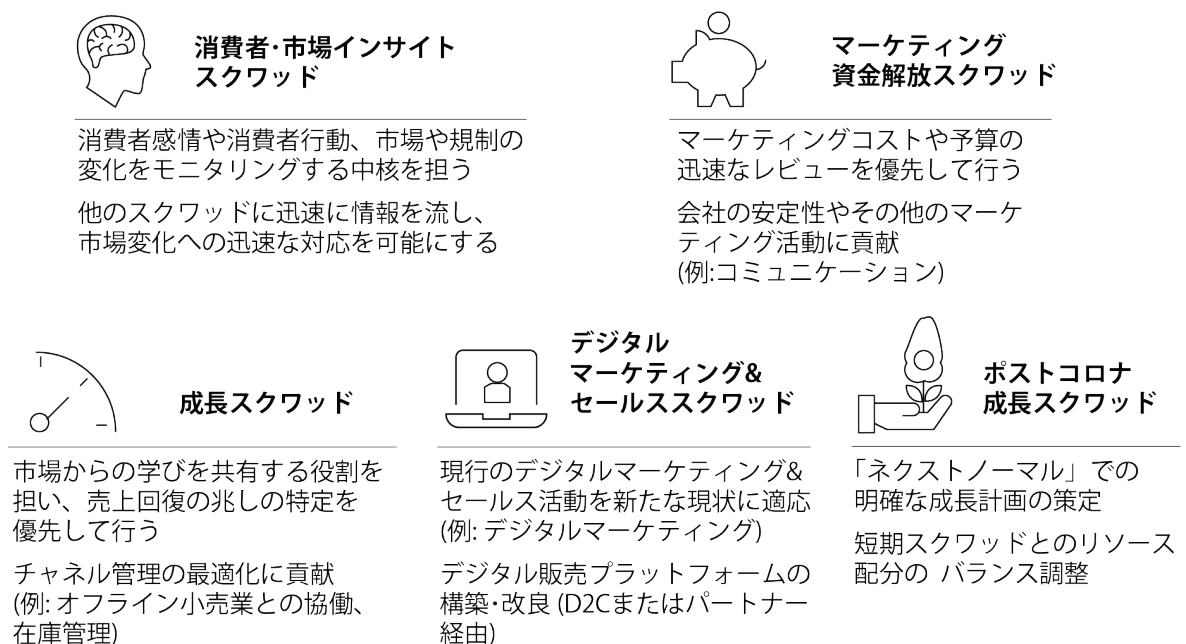 消費者･市場インサイト
スクワッド
消費者感情や消費者行動、市場や規制の
変化をモニタリングする中核を担う
他のスクワッドに迅速に情報を流し、
市場変化への迅速な対応を可能にする
マーケティング
資金解放スクワッド
マーケティングコストや予算の
迅速なレビューを優先して行う
会社の安定性やその他のマーケ
ティング活動に貢献
(例:コミュニケーション)
成長スクワッド
市場からの学びを共有する役割を
担い、売上回復の兆しの特定を
優先して行う
チャネル管理の最適化に貢献
(例: オフライン小売業との協働、
在庫管理)
デジタル
マーケティング&
セールススクワッド
現行のデジタルマーケティング&
セールス活動を新たな現状に適応
(例: デジタルマーケティング)
デジタル販売プラットフォームの
構築･改良 (D2Cまたはパートナー
経由)
ポストコロナ
成長スクワッド
「ネクストノーマル」での
明確な成長計画の策定
短期スクワッドとのリソース
配分の バランス調整